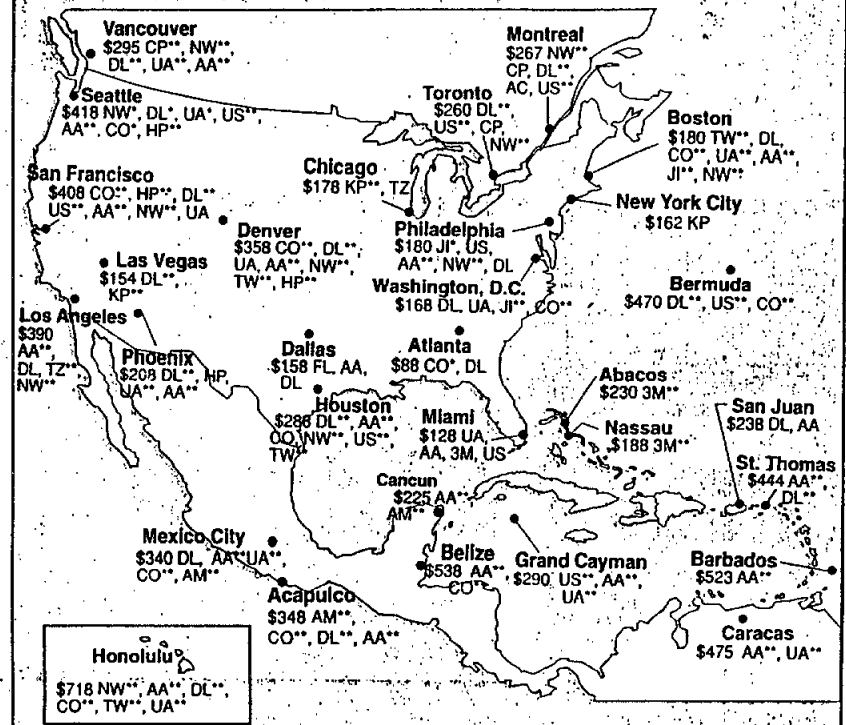 Vancouver
$295 CP**, NW**,
DL**, UA**, AA**
Seattle
$418 NW*, DL*, UA*, US**,
AA**, CO*, HP**
San Francisco
$408 CO**, HP**, DL**
US**, AA**, NW**, UA
Las Vegas
$154 DL**,
KP**
Los Angeles
$390
AA**,
DL, TZ**,
NW**
Phoenix
$208 DL**, HP,
UA**, AA**
Denver
$358 CO**, DL**,
UA, AA**, NW**,
TW**, HP**
Chicago
$178 KP**, TZ
Toronto
$260 DL**,
US**, CP,
NW**
Montreal
$267 NW**
CP, DL**,
AC, US**
Boston
$180 TW**, DL,
CO**, UA**, AA**,
JI**, NW**
New York City
$162 KP
Philadelphia
$180 JI*, US,
AA**, NW**, DL
Washington, D.C.
$168 DL, UA, JI**, CO**
Bermuda
$470 DL**, US**, CO**
Dallas
$158 FL, AA,
DL
Atlanta
$88 CO*, DL
Houston
DL**, AA**,
CO, NW**, US**,
TW**
Miami
$128 UA,
AA, 3M, US
Abacos
$230 3M**
Nassau
$188 3M**
San Juan
$238 DL, AA
St. Thomas
$444 AA**,
DL**
Cancun
$225 AA**
AM**
Mexico City
$340 DL, AA**UA**,
CO**, AM**
Acapulco
$348 AM**,
CO**, DL**, AA**
Belize
$538 AA**
CO**
Grand Cayman
$290 US**, AA**,
UA**
Barbados
$523 AA**
Caracas
$475 AA**, UA**
Honolulu
$718 NW**, AA**, DL**,
CO**, TW**, UA**